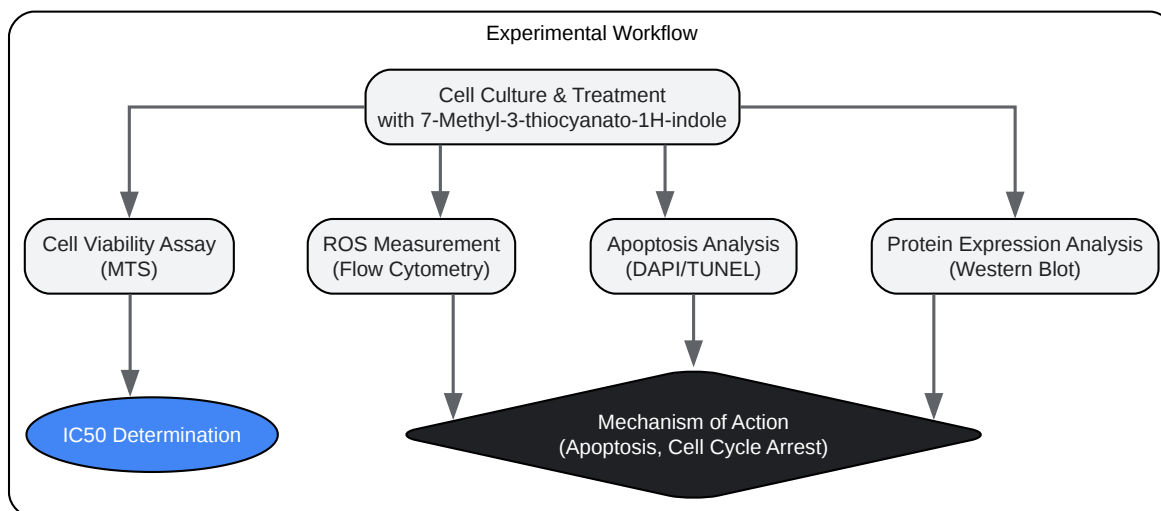 Experimental Workflow
Cell Culture & Treatment
with 7-Methyl-3-thiocyanato-1H-indole
Cell Viability Assay
(MTS)
ROS Measurement
(Flow Cytometry)
Apoptosis Analysis
(DAPI/TUNEL)
Protein Expression Analysis
(Western Blot)
IC50 Determination
Mechanism of Action
(Apoptosis, Cell Cycle Arrest)